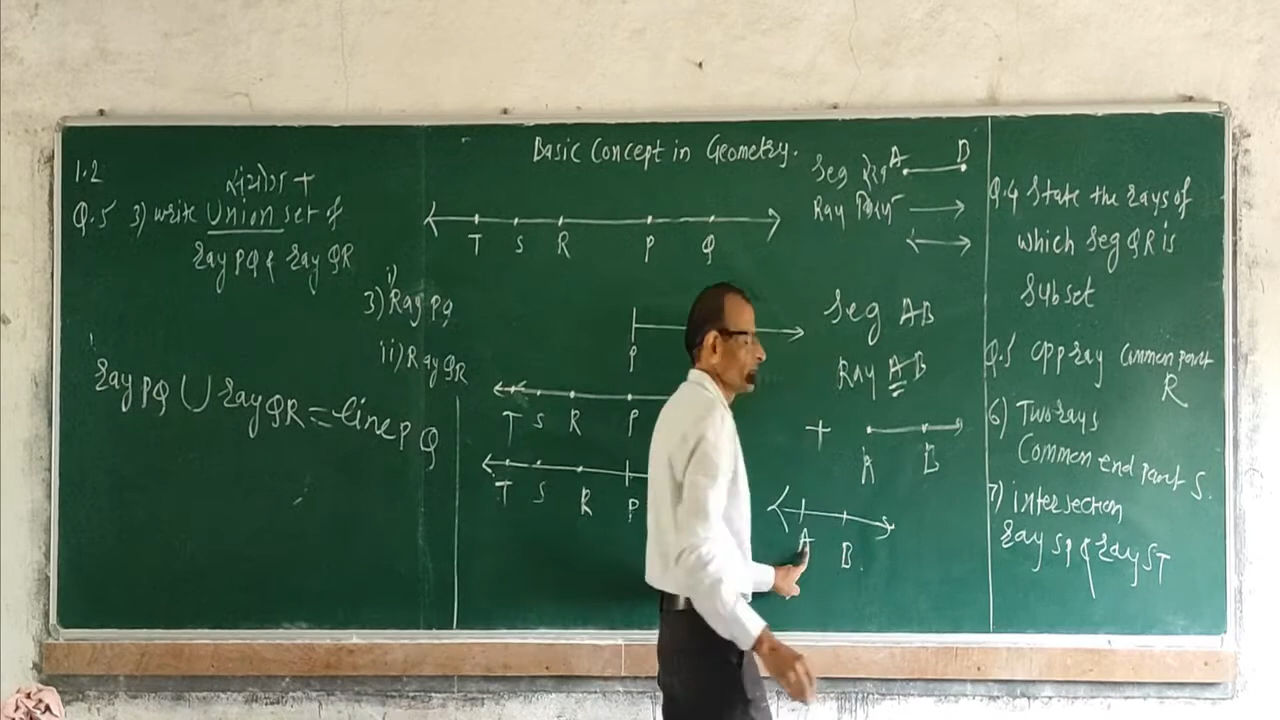 Basic Concept in Geometry.
1.2
संयोग +
Q.5 3) write Union set of
ray PQ & ray QR
ray PQ ∪ ray QR = line PQ
T S R P Q
i)
3) Ray PQ
ii) Ray QR
P
T S R P
T S R P
Seg रेषा A B
Ray किरण
Seg AB
Ray AB
+
A B
A B.
Q.4 State the rays of
which Seg QR is
Subset
Q.5 opp ray Common point
R
6) Two rays
Common end point S.
7) intersection
ray SP & ray ST